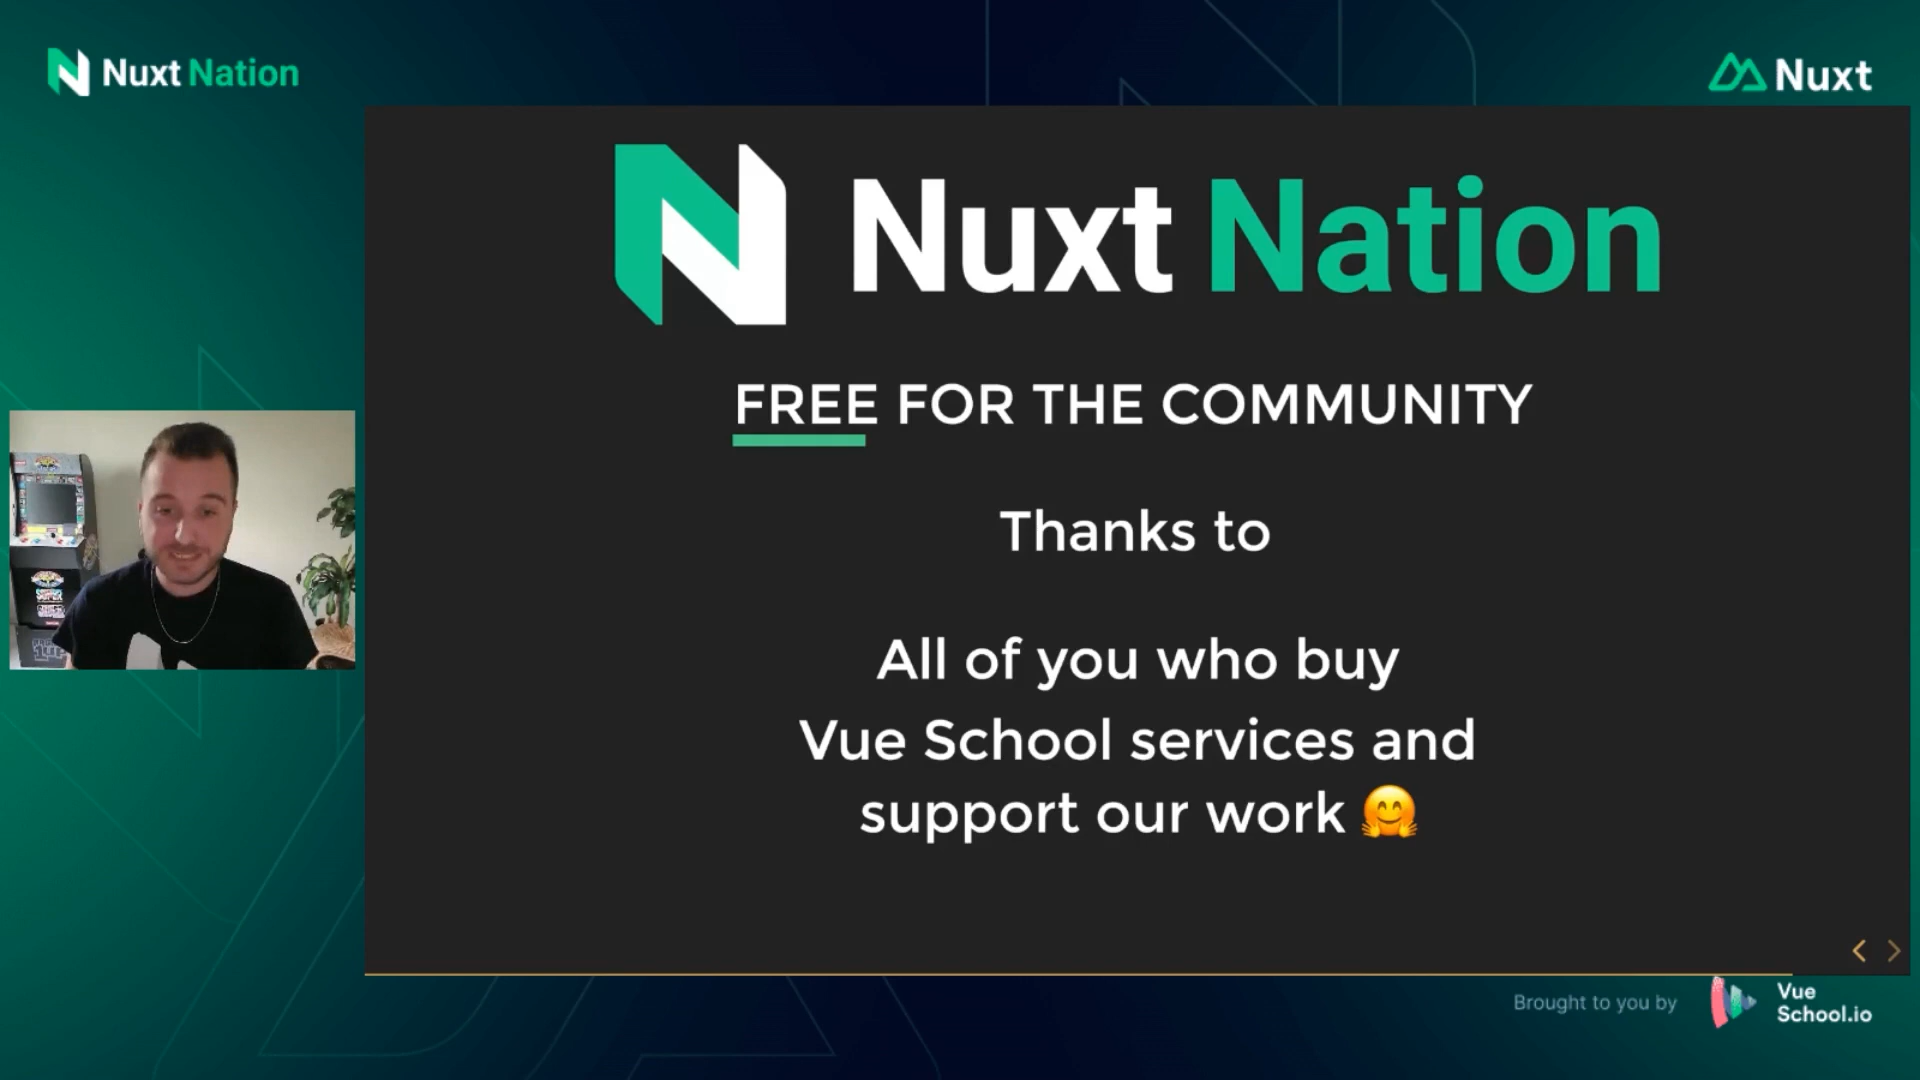 Nuxt Nation
Nuxt
Nuxt Nation
FREE FOR THE COMMUNITY
Thanks to
All of you who buy
Vue School services and
support our work 🤗
Brought to you by
Vue
School.io